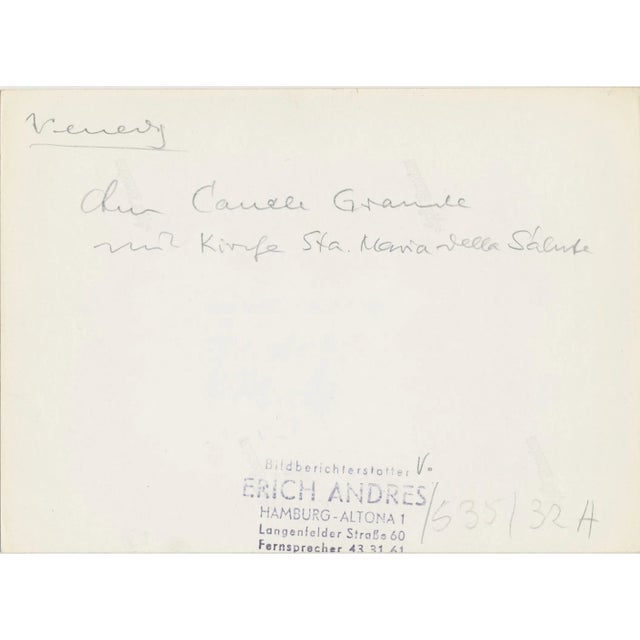 Venedig
Am Canale Grande
mit Kirche Sta. Maria della Salute
Bildberichterstatter V.
ERICH ANDRES /535/32A
HAMBURG-ALTONA 1
Langenfelder Straße 60
Fernsprecher 43 31 61